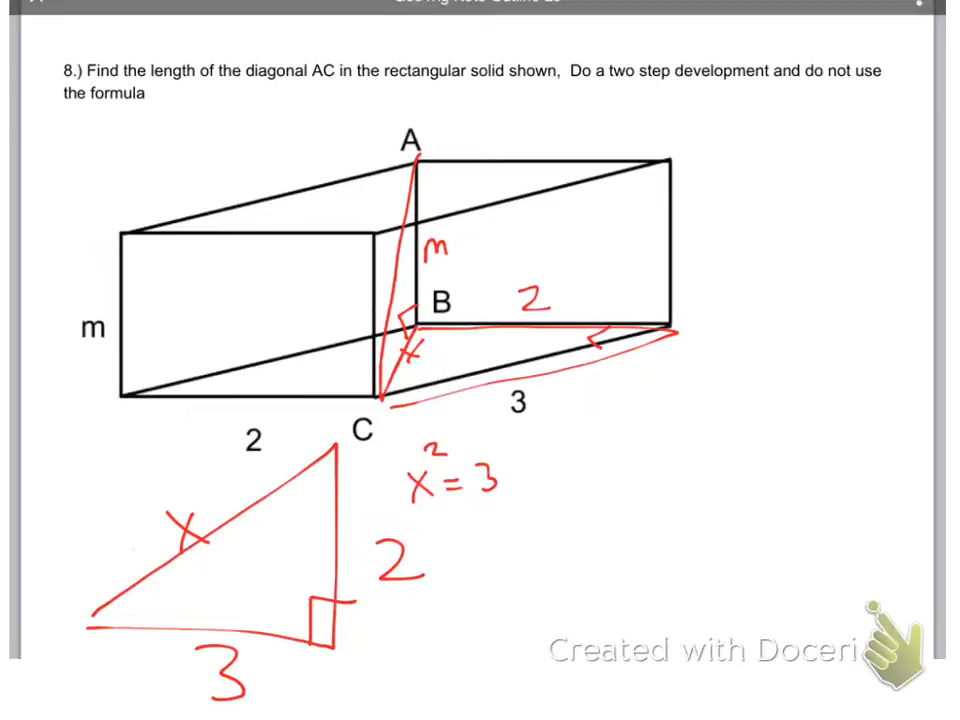 8.) Find the length of the diagonal AC in the rectangular solid shown, Do a two step development and do not use
the formula
A
m
B
2
m
x
3
2
C
x² = 3
x
2
3
Created with Doceri